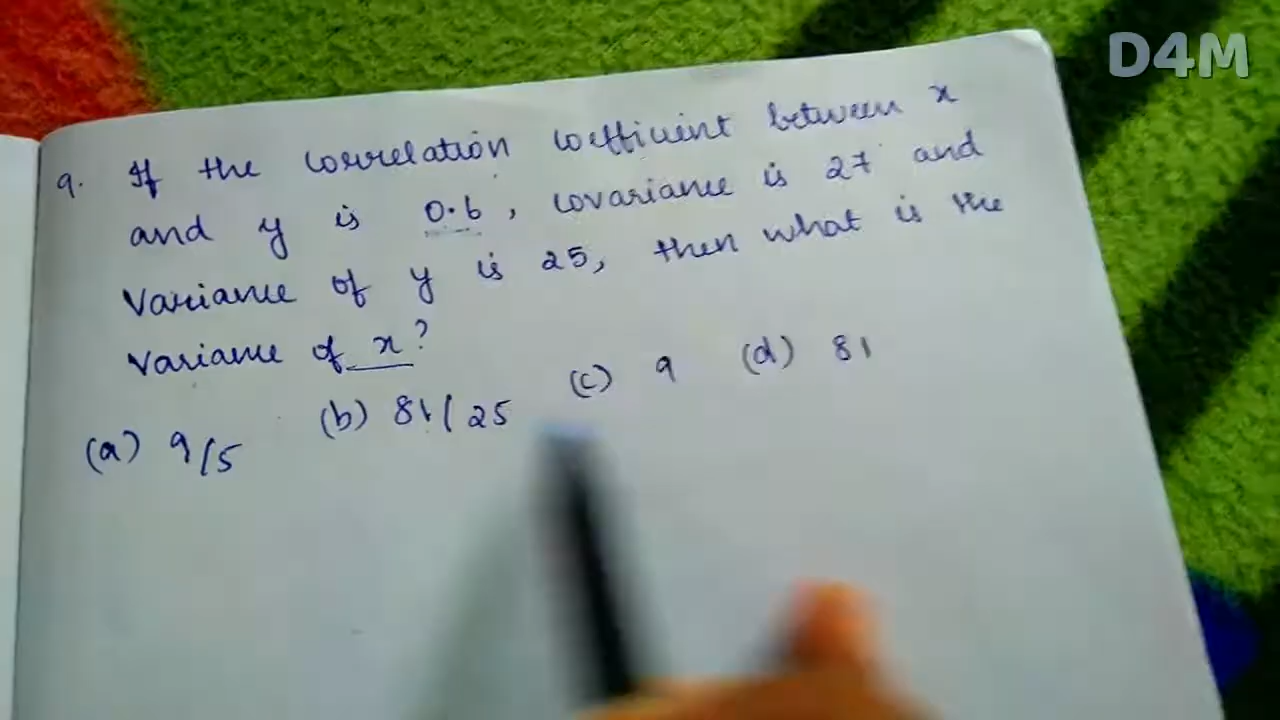 D4M
9. If the correlation coefficient between x
and y is 0.6, covariance is 27 and
Variance of y is 25, then what is the
Variance of x?
(a) 9/5 (b) 81/25 (c) 9 (d) 81